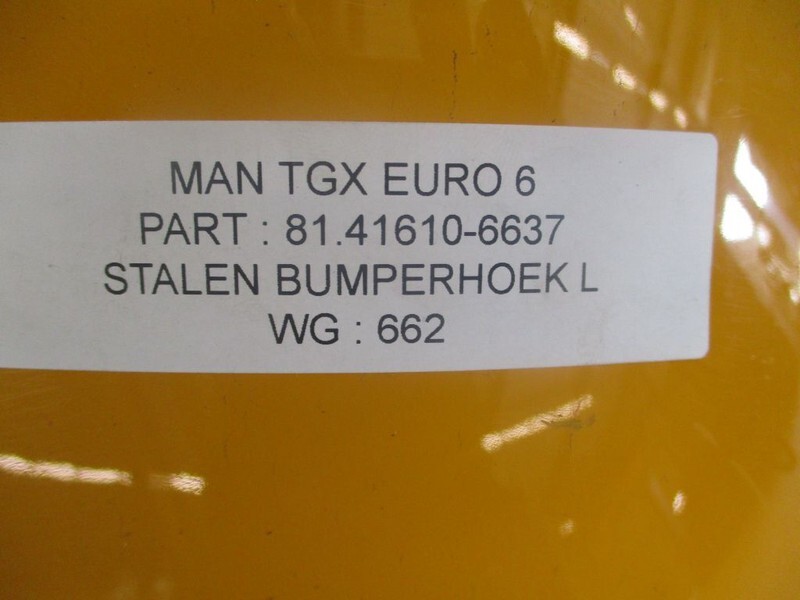 MAN TGX EURO 6
PART : 81.41610-6637
STALEN BUMPERHOEK L
WG : 662